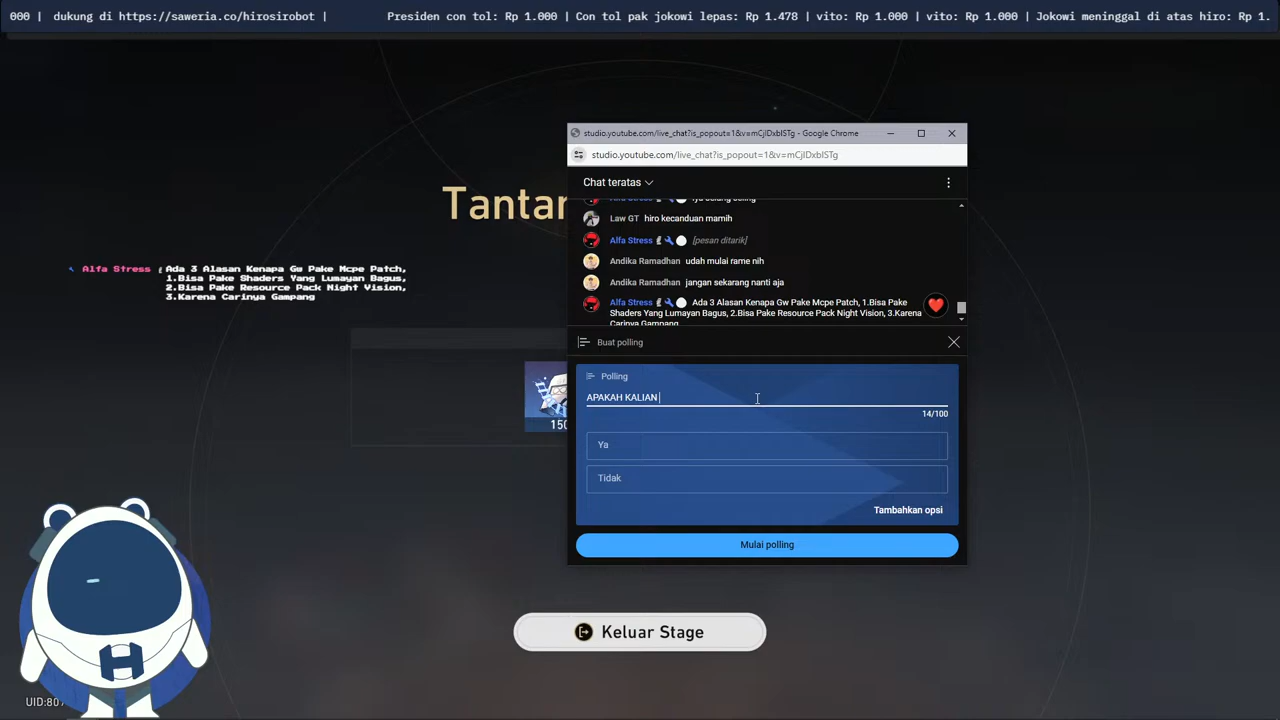 000 | dukung di https://saweria.co/hirosirobot | Presiden con tol: Rp 1.000 | Con tol pak jokowi lepas: Rp 1.478 | vito: Rp 1.000 | vito: Rp 1.000 | Jokowi meninggal di atas hiro: Rp 1.
studio.youtube.com/live_chat?is_popout=1&v=mCjlDxblSTg - Google Chrome
studio.youtube.com/live_chat?is_popout=1&v=mCjlDxblSTg
Chat teratas
Tantan
Law GT hiro kecanduan mamih
Alfa Stress [pesan ditarik]
Andika Ramadhan udah mulai rame nih
Andika Ramadhan jangan sekarang nanti aja
Alfa Stress Ada 3 Alasan Kenapa Gw Pake Mcpe Patch, 1.Bisa Pake
Shaders Yang Lumayan Bagus, 2.Bisa Pake Resource Pack Night Vision, 3.Karena
Carinya Gampang
Alfa Stress Ada 3 Alasan Kenapa Gw Pake Mcpe Patch,
1.Bisa Pake Shaders Yang Lumayan Bagus,
2.Bisa Pake Resource Pack Night Vision,
3.Karena Carinya Gampang
Buat polling
Polling
APAKAH KALIAN
14/100
Ya
Tidak
Tambahkan opsi
Mulai polling
150
Keluar Stage
H
UID:807